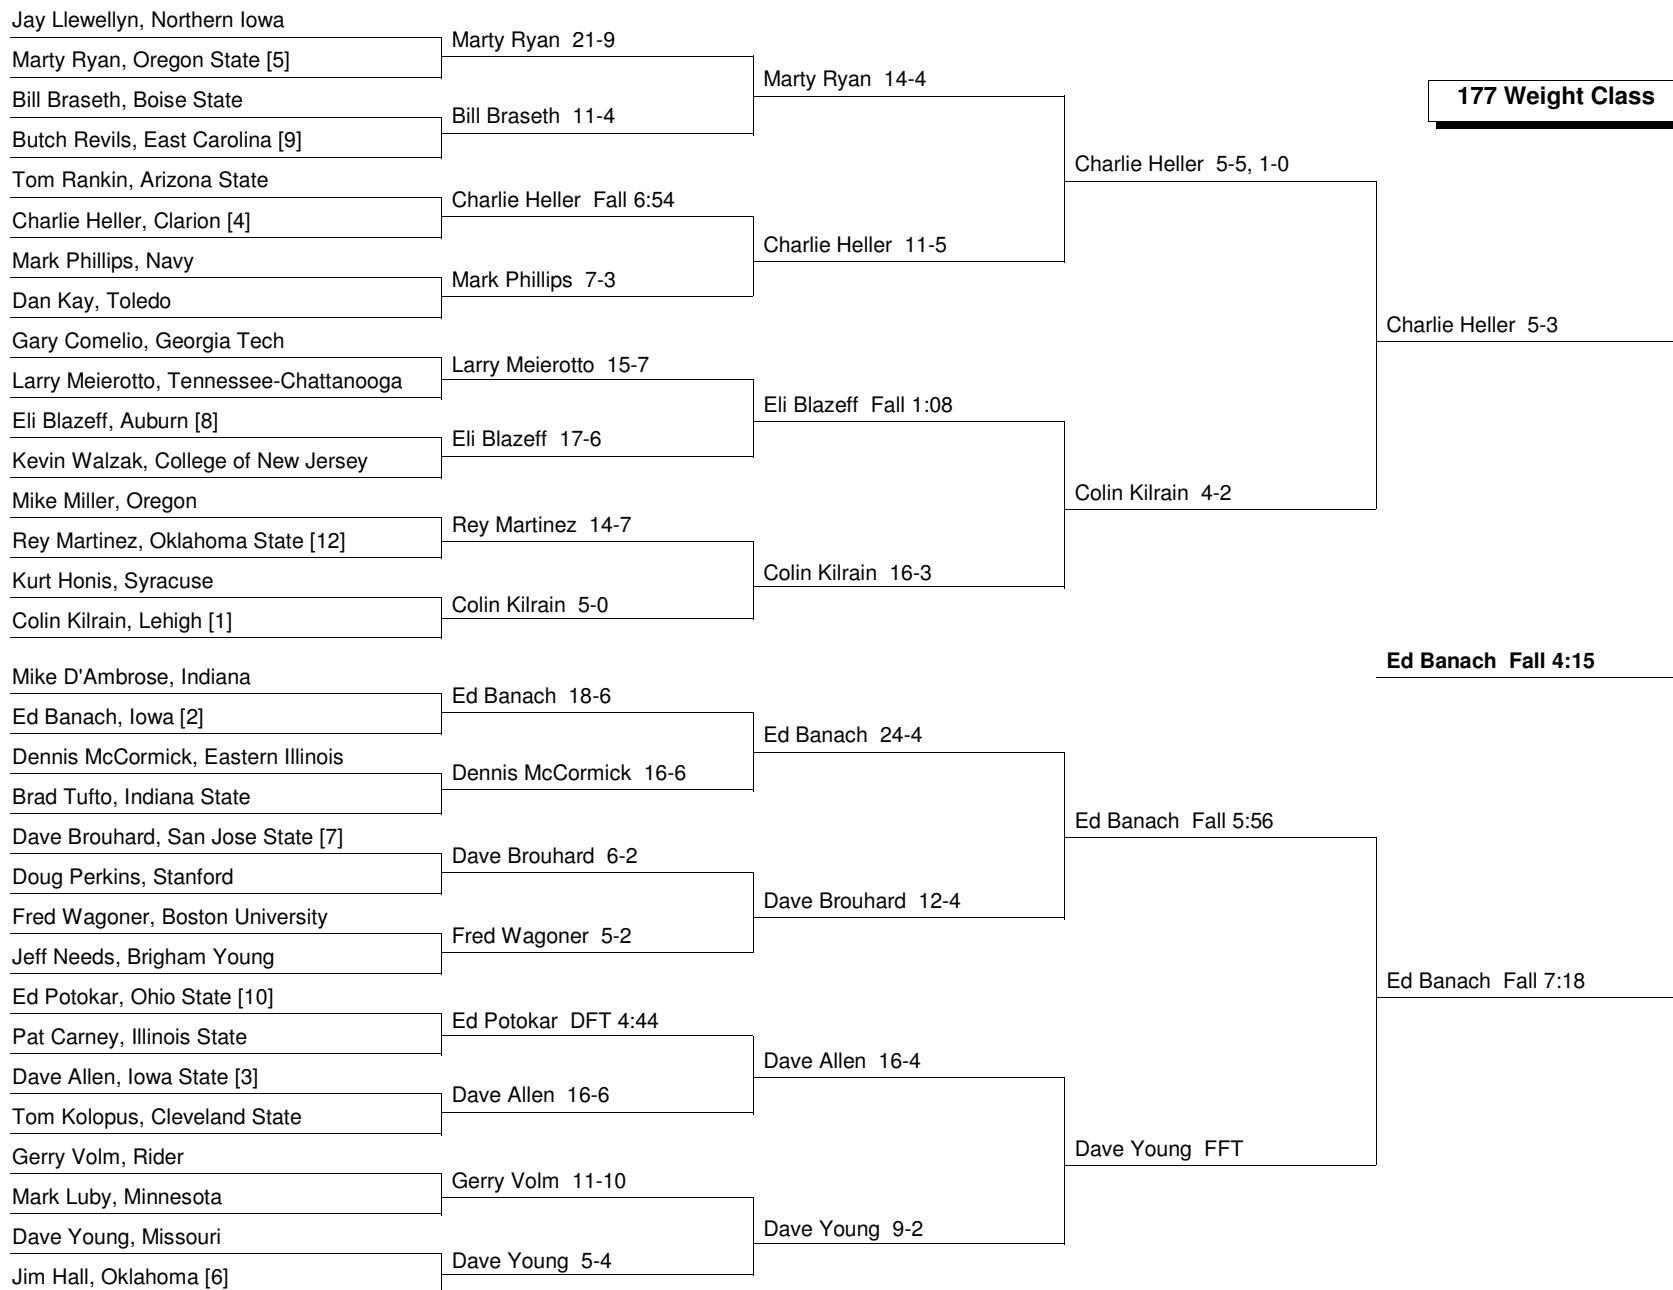 Jay Llewellyn, Northern Iowa
Marty Ryan, Oregon State [5]
Bill Braseth, Boise State
Butch Revils, East Carolina [9]
Tom Rankin, Arizona State
Charlie Heller, Clarion [4]
Mark Phillips, Navy
Dan Kay, Toledo
Gary Comelio, Georgia Tech
Larry Meierotto, Tennessee-Chattanooga
Eli Blazeff, Auburn [8]
Kevin Walzak, College of New Jersey
Mike Miller, Oregon
Rey Martinez, Oklahoma State [12]
Kurt Honis, Syracuse
Colin Kilrain, Lehigh [1]
Mike D'Ambrose, Indiana
Ed Banach, Iowa [2]
Dennis McCormick, Eastern Illinois
Brad Tufto, Indiana State
Dave Brouhard, San Jose State [7]
Doug Perkins, Stanford
Fred Wagoner, Boston University
Jeff Needs, Brigham Young
Ed Potokar, Ohio State [10]
Pat Carney, Illinois State
Dave Allen, Iowa State [3]
Tom Kolopus, Cleveland State
Gerry Volm, Rider
Mark Luby, Minnesota
Dave Young, Missouri
Jim Hall, Oklahoma [6]
Marty Ryan 21-9
Bill Braseth 11-4
Charlie Heller Fall 6:54
Mark Phillips 7-3
Larry Meierotto 15-7
Eli Blazeff 17-6
Rey Martinez 14-7
Colin Kilrain 5-0
Ed Banach 18-6
Dennis McCormick 16-6
Dave Brouhard 6-2
Fred Wagoner 5-2
Ed Potokar DFT 4:44
Dave Allen 16-6
Gerry Volm 11-10
Dave Young 5-4
Marty Ryan 14-4
Charlie Heller 11-5
Eli Blazeff Fall 1:08
Colin Kilrain 16-3
Ed Banach 24-4
Dave Brouhard 12-4
Dave Allen 16-4
Dave Young 9-2
Charlie Heller 5-5, 1-0
Colin Kilrain 4-2
Ed Banach Fall 5:56
Dave Young FFT
177 Weight Class
Charlie Heller 5-3
Ed Banach Fall 4:15
Ed Banach Fall 7:18